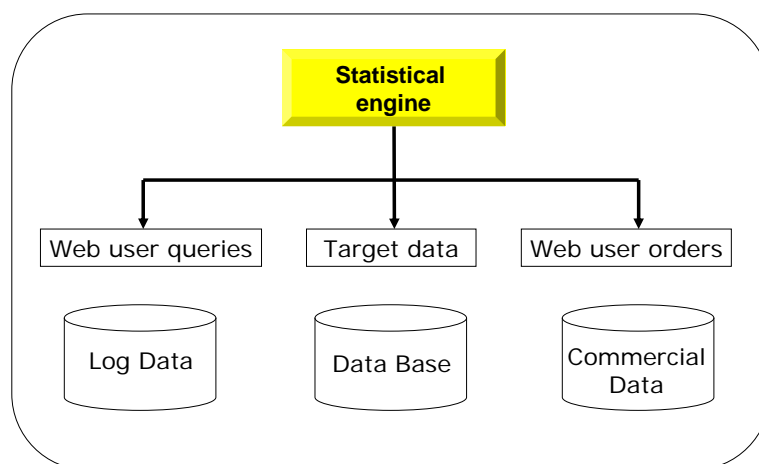 Statistical
engine
Web user queries
Target data
Web user orders
Log Data
Data Base
Commercial
Data